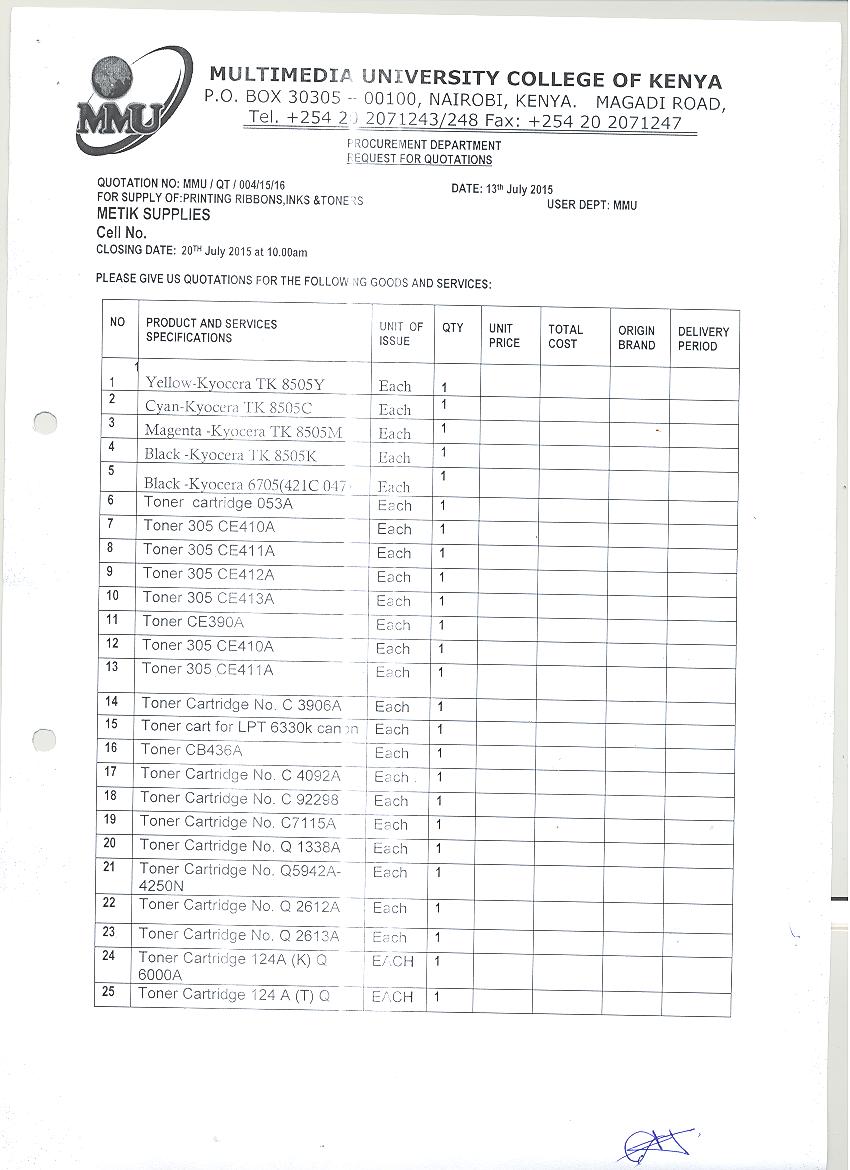 MMU
MULTIMEDIA UNIVERSITY COLLEGE OF KENYA
P.O. BOX 30305 – 00100, NAIROBI, KENYA. MAGADI ROAD,
Tel. +254 20 2071243/248 Fax: +254 20 2071247
PROCUREMENT DEPARTMENT
REQUEST FOR QUOTATIONS
QUOTATION NO: MMU / QT / 004/15/16 DATE: 13th July 2015
FOR SUPPLY OF:PRINTING RIBBONS,INKS &TONERS USER DEPT: MMU
METIK SUPPLIES
Cell No.
CLOSING DATE: 20TH July 2015 at 10.00am
PLEASE GIVE US QUOTATIONS FOR THE FOLLOWING GOODS AND SERVICES:
NO PRODUCT AND SERVICES SPECIFICATIONS UNIT OF ISSUE QTY UNIT PRICE TOTAL COST ORIGIN BRAND DELIVERY PERIOD
1
1 Yellow-Kyocera TK 8505Y Each 1
2 Cyan-Kyocera TK 8505C Each 1
3 Magenta -Kyocera TK 8505M Each 1
4 Black -Kyocera TK 8505K Each 1
5 Black -Kyocera 6705(421C 047 Each 1
6 Toner cartridge 053A Each 1
7 Toner 305 CE410A Each 1
8 Toner 305 CE411A Each 1
9 Toner 305 CE412A Each 1
10 Toner 305 CE413A Each 1
11 Toner CE390A Each 1
12 Toner 305 CE410A Each 1
13 Toner 305 CE411A Each 1
14 Toner Cartridge No. C 3906A Each 1
15 Toner cart for LPT 6330k canon Each 1
16 Toner CB436A Each 1
17 Toner Cartridge No. C 4092A Each . 1
18 Toner Cartridge No. C 92298 Each 1
19 Toner Cartridge No. C7115A Each 1
20 Toner Cartridge No. Q 1338A Each 1
21 Toner Cartridge No. Q5942A- Each 1
4250N
22 Toner Cartridge No. Q 2612A Each 1
23 Toner Cartridge No. Q 2613A Each 1
24 Toner Cartridge 124A (K) Q EACH 1
6000A
25 Toner Cartridge 124 A (T) Q EACH 1